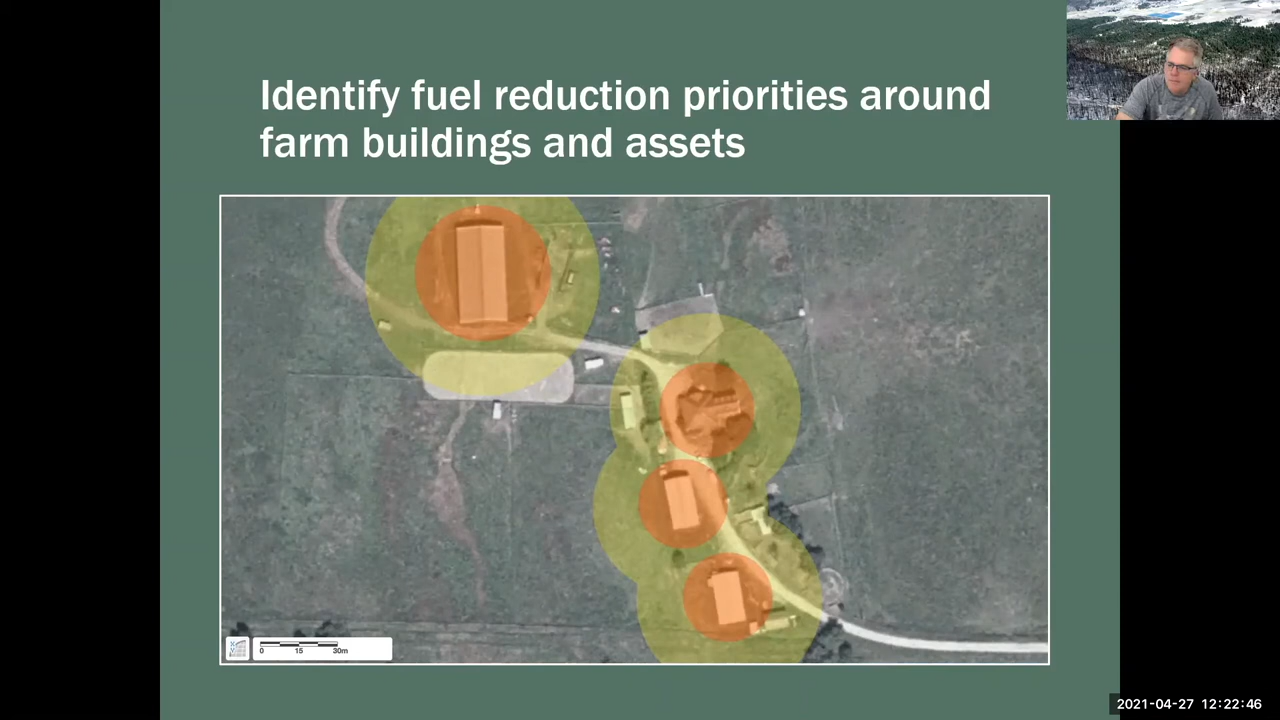 Identify fuel reduction priorities around
farm buildings and assets
0 15 30m
2021-04-27 12:22:46